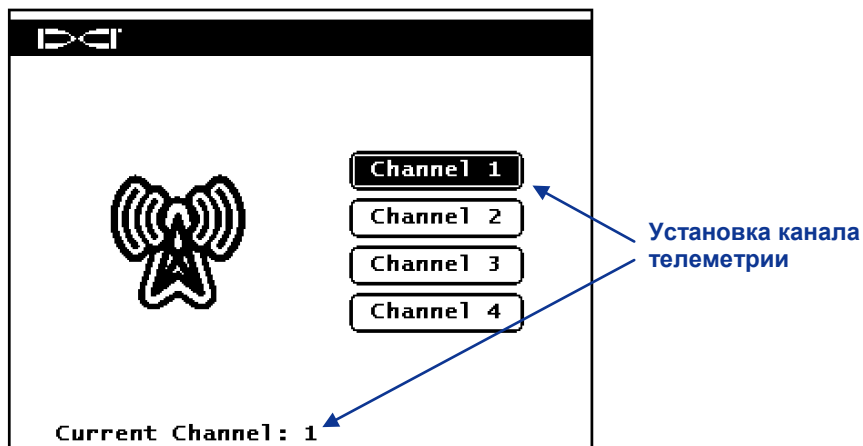 DCI
Channel 1
Channel 2
Channel 3
Channel 4
Установка канала
телеметрии
Current Channel: 1